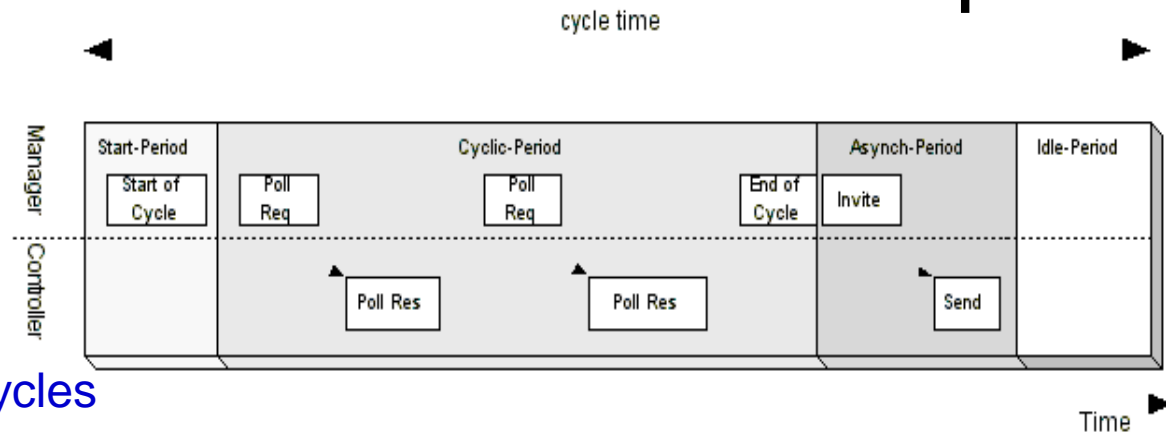 cycle time
Manager
Start-Period
Cyclic-Period
Asynch-Period
Idle-Period
Start of
Cycle
Poll
Req
Poll
Req
End of
Cycle
Invite
Controller
Poll Res
Poll Res
Send
Time